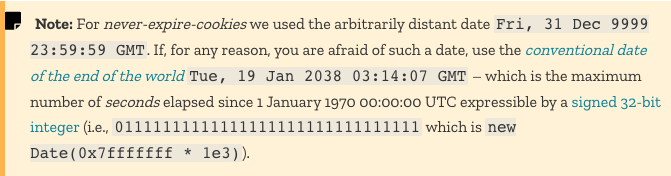 Note: For never-expire-cookies we used the arbitrarily distant date Fri, 31 Dec 9999
23:59:59 GMT. If, for any reason, you are afraid of such a date, use the conventional date
of the end of the world Tue, 19 Jan 2038 03:14:07 GMT – which is the maximum
number of seconds elapsed since 1 January 1970 00:00:00 UTC expressible by a signed 32-bit
integer (i.e., 01111111111111111111111111111111 which is new
Date(0x7fffffff * 1e3)).